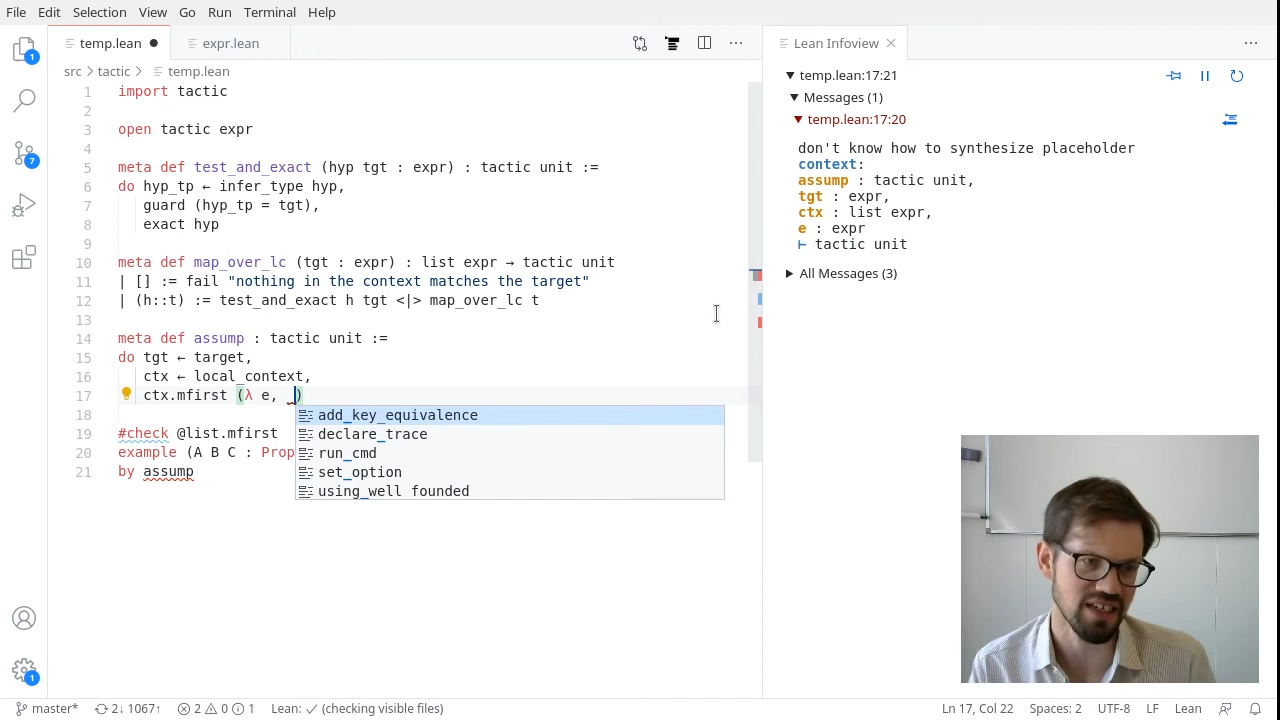 File Edit Selection View Go Run Terminal Help
temp.lean expr.lean
src tactic temp.lean
1 import tactic
2
3 open tactic expr
4
5 meta def test_and_exact (hyp tgt : expr) : tactic unit :=
6 do hyp_tp ← infer_type hyp,
7 guard (hyp_tp = tgt),
8 exact hyp
9
10 meta def map_over_lc (tgt : expr) : list expr → tactic unit
11 | [] := fail "nothing in the context matches the target"
12 | (h::t) := test_and_exact h tgt <|> map_over_lc t
13
14 meta def assump : tactic unit :=
15 do tgt ← target,
16 ctx ← local_context,
17 ctx.mfirst (λ e, _)
18
19 #check @list.mfirst
20 example (A B C : Prop
21 by assump
add_key_equivalence
declare_trace
run_cmd
set_option
using_well_founded
Lean Infoview
temp.lean:17:21
Messages (1)
temp.lean:17:20
don't know how to synthesize placeholder
context:
assump : tactic unit,
tgt : expr,
ctx : list expr,
e : expr
⊢ tactic unit
All Messages (3)
1
7
1
master* 2↓ 1067↑ 2 0 1 Lean: ✓ (checking visible files) Ln 17, Col 22 Spaces: 2 UTF-8 LF Lean